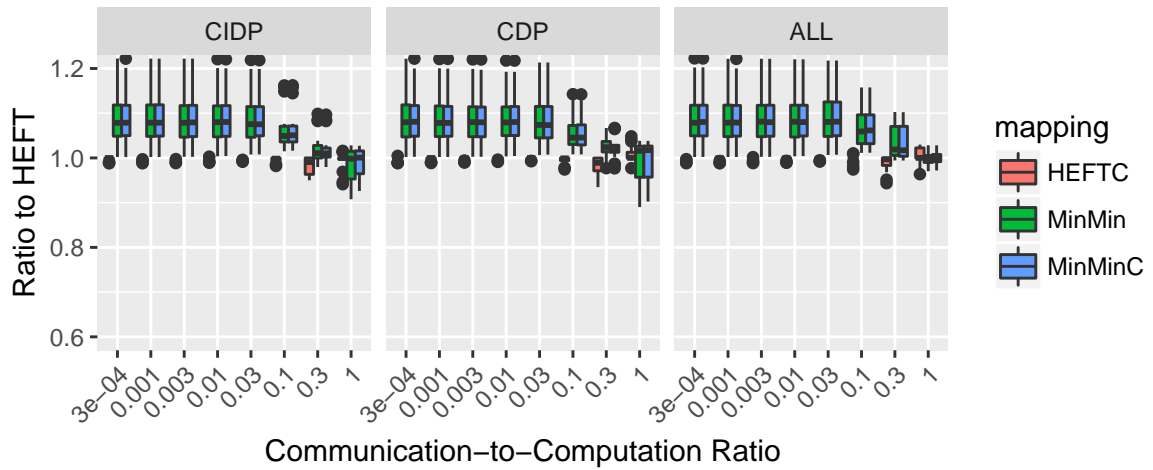 CIDP CDP ALL
1.2
1.0
0.8
0.6
Ratio to HEFT
3e−04 0.001 0.003 0.01 0.03 0.1 0.3 1 3e−04 0.001 0.003 0.01 0.03 0.1 0.3 1 3e−04 0.001 0.003 0.01 0.03 0.1 0.3 1
Communication−to−Computation Ratio
mapping
HEFTC
MinMin
MinMinC